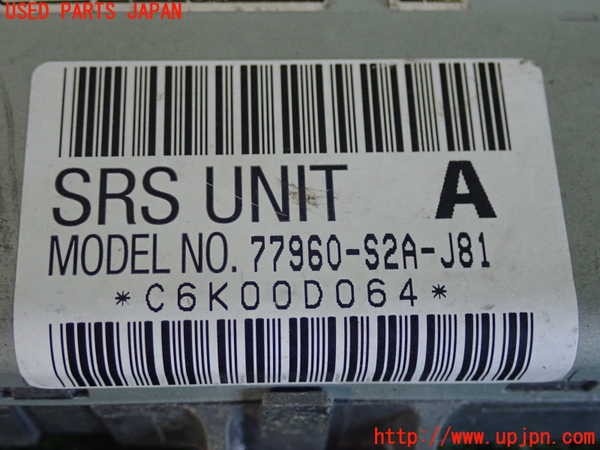 USED PARTS JAPAN
SRS UNIT A
MODEL NO. 77960-S2A-J81
*C6K00D064*
http://www.upjpn.com/